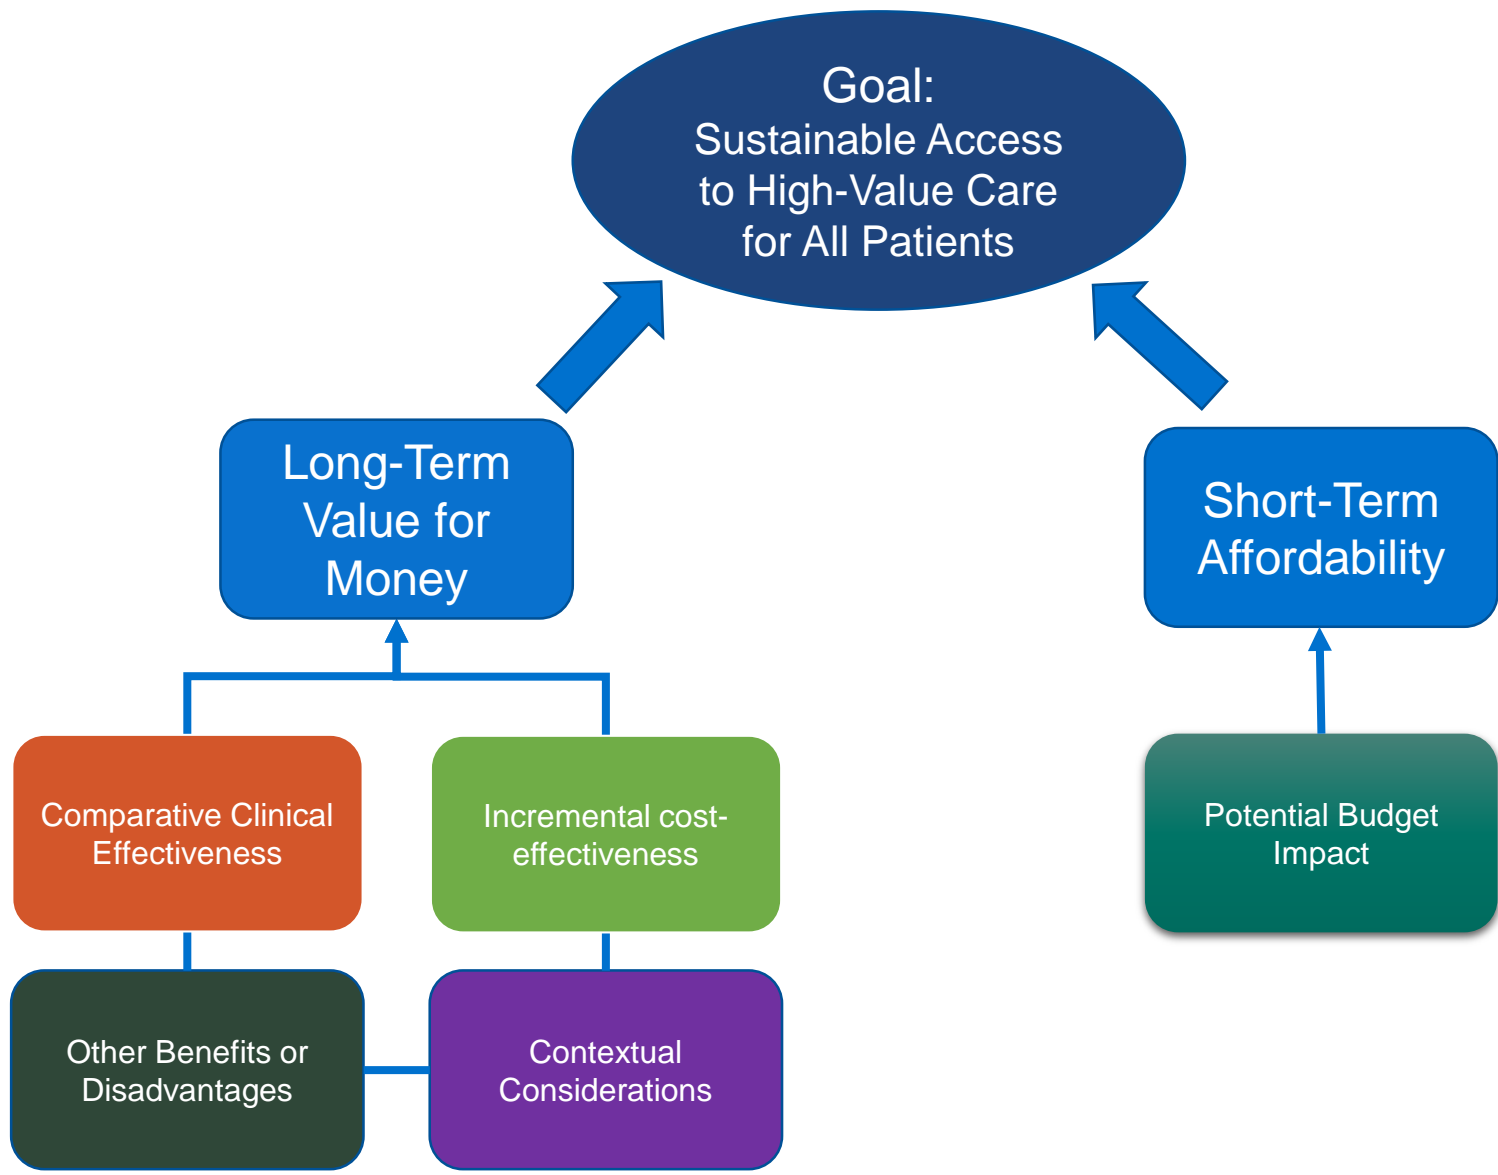 Goal:
Sustainable Access
to High-Value Care
for All Patients
Long-Term
Value for
Money
Short-Term
Affordability
Comparative Clinical
Effectiveness
Incremental cost-
effectiveness
Potential Budget
Impact
Other Benefits or
Disadvantages
Contextual
Considerations